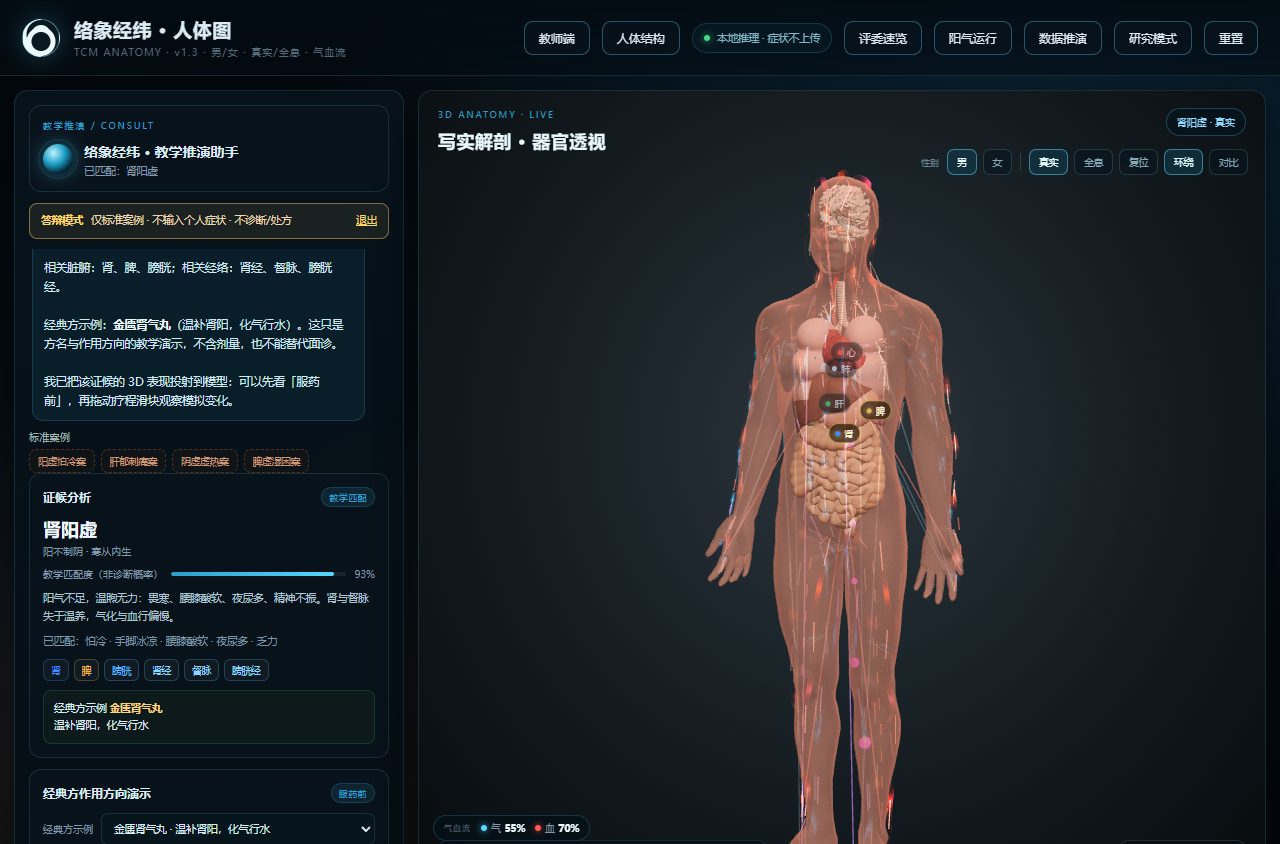 络象经纬 • 人体图
TCM ANATOMY · v1.3 · 男/女 · 真实/全息 · 气血流
教师端
人体结构
本地推理 · 症状不上传
评委速览
阳气运行
数据推演
研究模式
重置
教学推演 / CONSULT
络象经纬 • 教学推演助手
已匹配：肾阳虚
答辩模式 仅标准案例 · 不输入个人症状 · 不诊断/处方
退出
相关脏腑：肾、脾、膀胱；相关经络：肾经、督脉、膀胱
经。
经典方示例：金匮肾气丸（温补肾阳，化气行水）。这只是
方名与作用方向的教学演示，不含剂量，也不能替代面诊。
我已把该证候的 3D 表现投射到模型：可以先看「服药
前」，再拖动疗程滑块观察模拟变化。
标准案例
阳虚怕冷案
肝郁刺痛案
阴虚虚热案
脾虚湿困案
证候分析
教学匹配
肾阳虚
阳不制阴 · 寒从内生
教学匹配度（非诊断概率）
93%
阳气不足，温煦无力：畏寒、腰膝酸软、夜尿多、精神不振。肾与督脉
失于温养，气化与血行偏慢。
已匹配：怕冷 · 手脚冰凉 · 腰膝酸软 · 夜尿多 · 乏力
肾
脾
膀胱
肾经
督脉
膀胱经
经典方示例 金匮肾气丸
温补肾阳，化气行水
经典方作用方向演示
服药前
经典方示例
金匮肾气丸 · 温补肾阳，化气行水
3D ANATOMY · LIVE
写实解剖 • 器官透视
肾阳虚 · 真实
性别
男
女
真实
全息
复位
环绕
对比
心
肺
肝
脾
肾
气血流
气 55%
血 70%